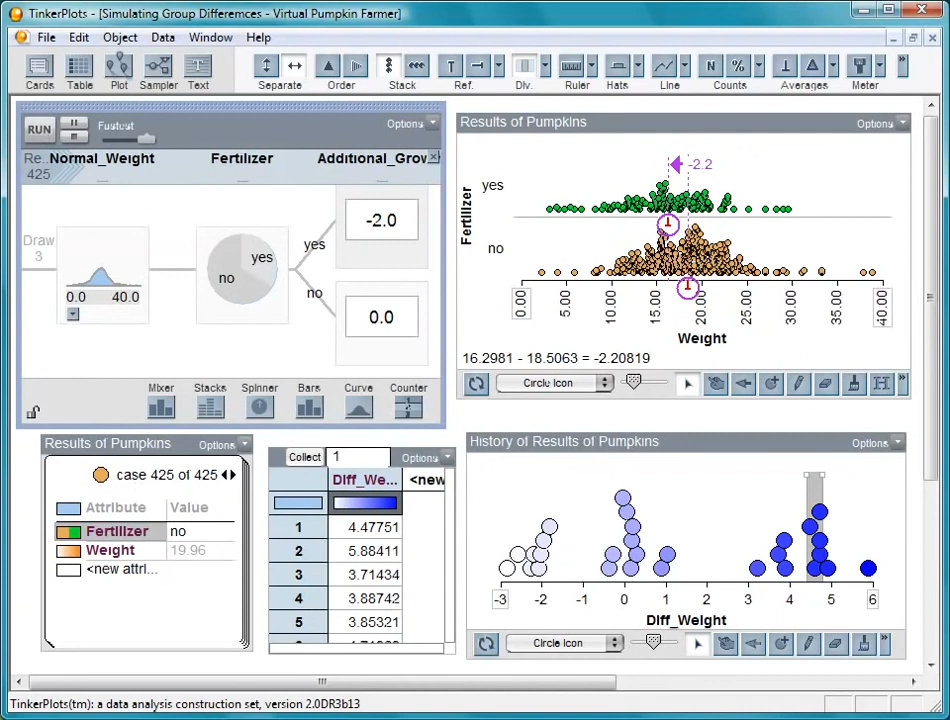 TinkerPlots - [Simulating Group Differemces - Virtual Pumpkin Farmer]
File Edit Object Data Window Help
Cards Table Plot Sampler Text Separate Order Stack Ref. Div. Ruler Hats Line Counts Averages Meter
RUN
Fastest
Options
Re..
425
Normal_Weight
Fertilizer
Additional_Grow
Draw
3
0.0 40.0
yes
no
yes
no
-2.0
0.0
Mixer Stacks Spinner Bars Curve Counter
Results of Pumpkins
Options
-2.2
Fertilizer
yes
no
0.00 5.00 10.00 15.00 20.00 25.00 30.00 35.00 40.00
Weight
16.2981 - 18.5063 = -2.20819
Circle Icon
Results of Pumpkins Options
case 425 of 425
Attribute Value
Fertilizer no
Weight 19.96
<new attri...
Collect 1 Options
Diff_We... <new
1 4.47751
2 5.88411
3 3.71434
4 3.88742
5 3.85321
History of Results of Pumpkins
Options
-3 -2 -1 0 1 2 3 4 5 6
Diff_Weight
Circle Icon
TinkerPlots(tm): a data analysis construction set, version 2.0DR3b13